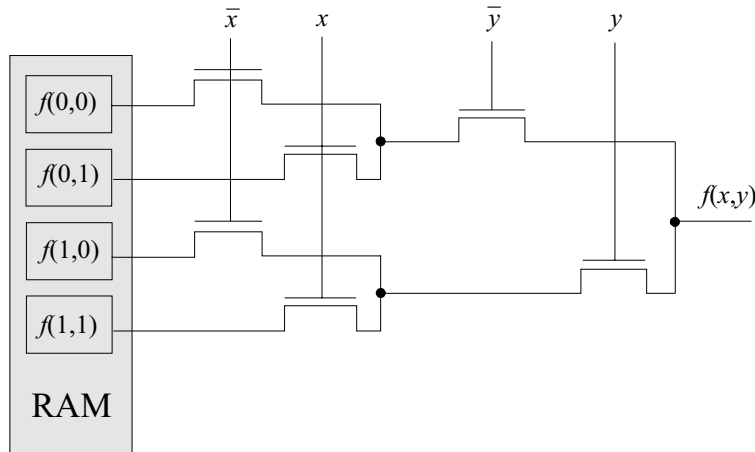 x̅ x y̅ y
f(0,0)
f(0,1)
f(x,y)
f(1,0)
f(1,1)
RAM